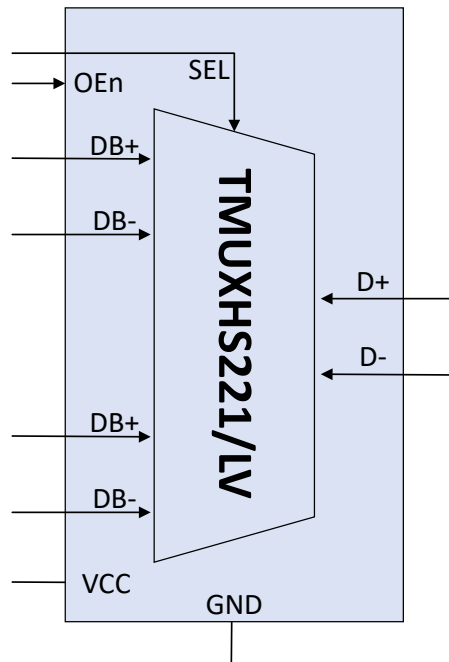 SEL
OEn
DB+
DB-
TMUXHS221/LV
D+
D-
DB+
DB-
VCC
GND